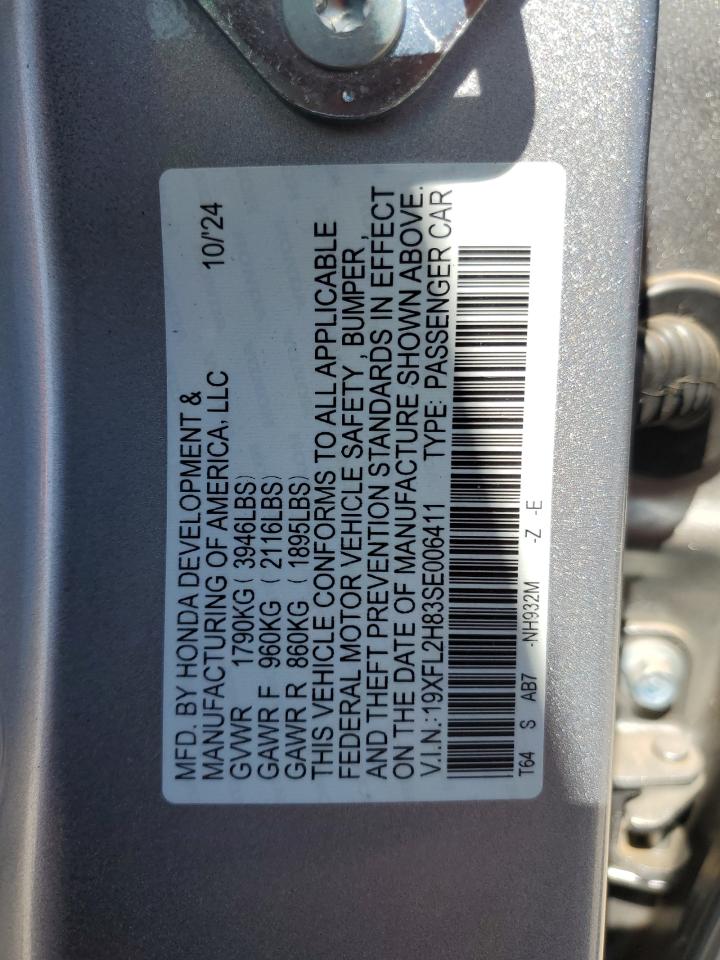 MFD. BY HONDA DEVELOPMENT &
MANUFACTURING OF AMERICA, LLC 10/'24
GVWR 1790KG ( 3946LBS)
GAWR F 960KG ( 2116LBS)
GAWR R 860KG ( 1895LBS)
THIS VEHICLE CONFORMS TO ALL APPLICABLE
FEDERAL MOTOR VEHICLE SAFETY, BUMPER,
AND THEFT PREVENTION STANDARDS IN EFFECT
ON THE DATE OF MANUFACTURE SHOWN ABOVE.
V.I.N.:19XFL2H83SE006411 TYPE: PASSENGER CAR
T64 S AB7 -NH932M -Z -E